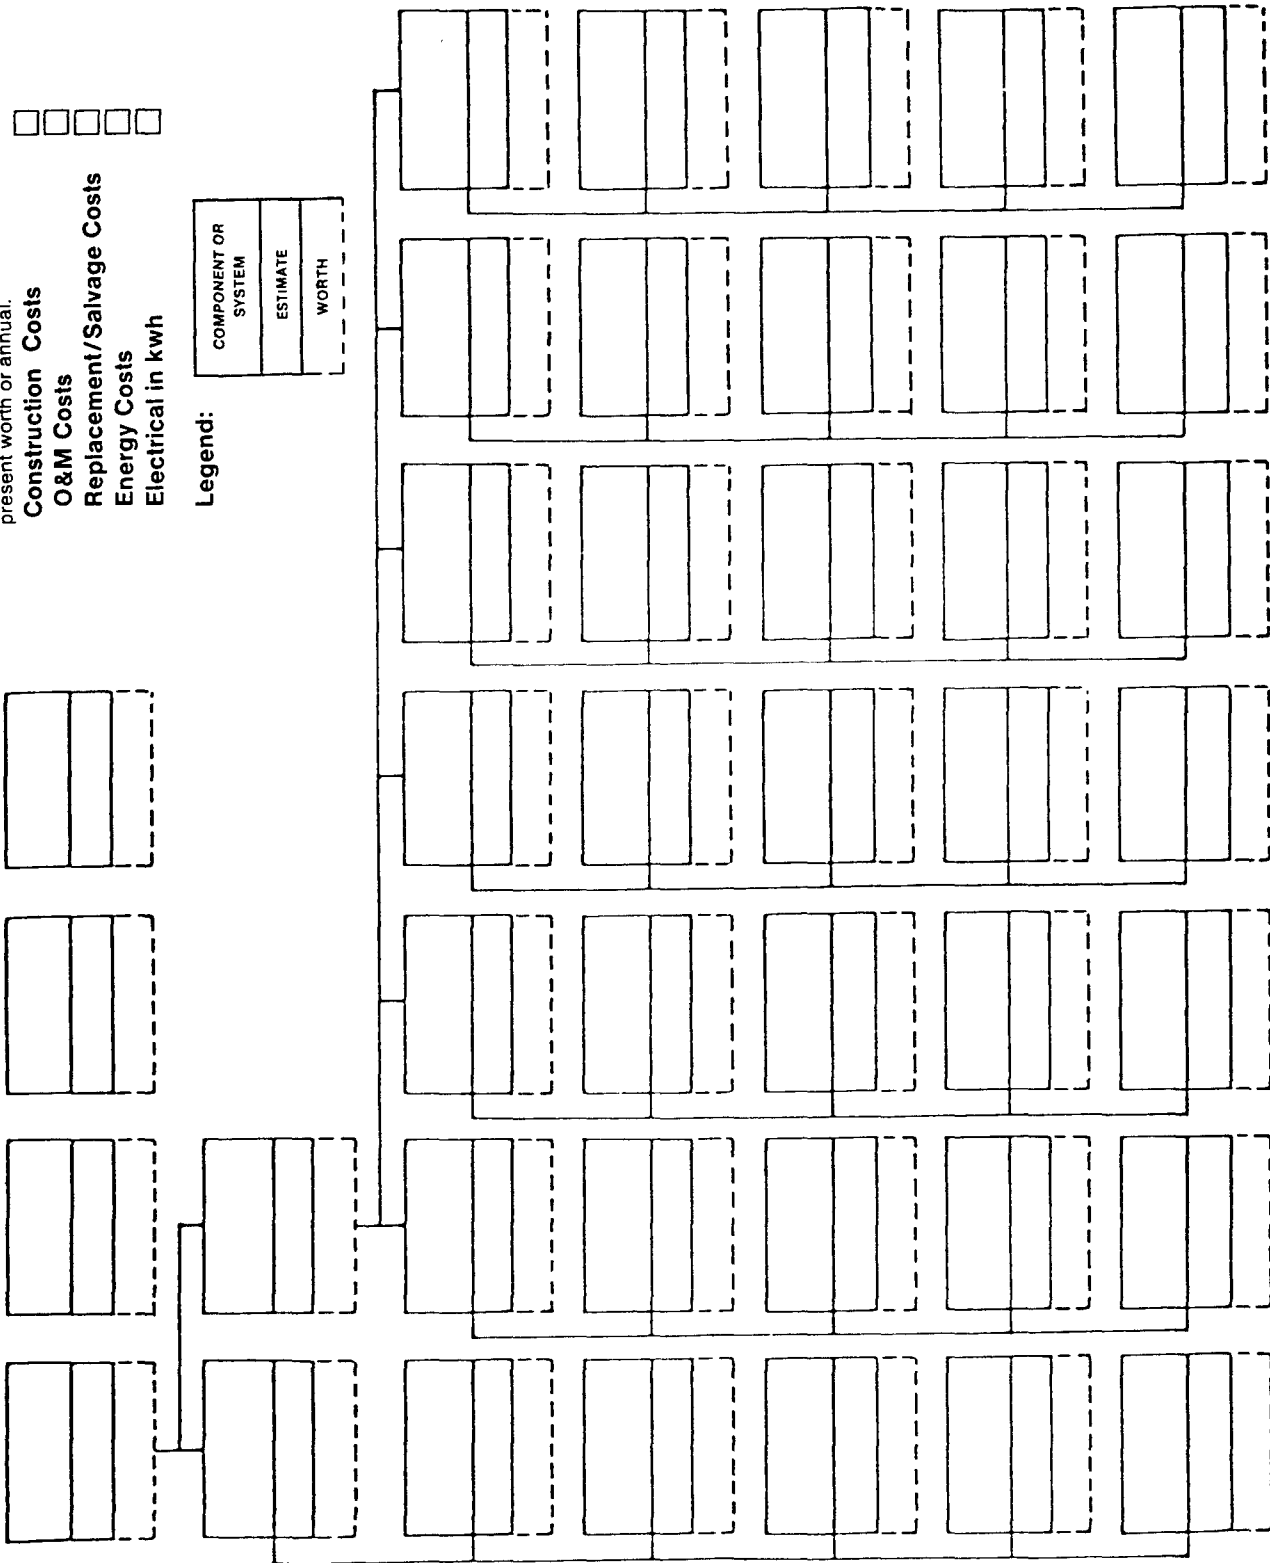 present worth or annual.
Construction Costs
O&M Costs
Replacement/Salvage Costs
Energy Costs
Electrical in kwh
Legend:
COMPONENT OR
SYSTEM
ESTIMATE
WORTH